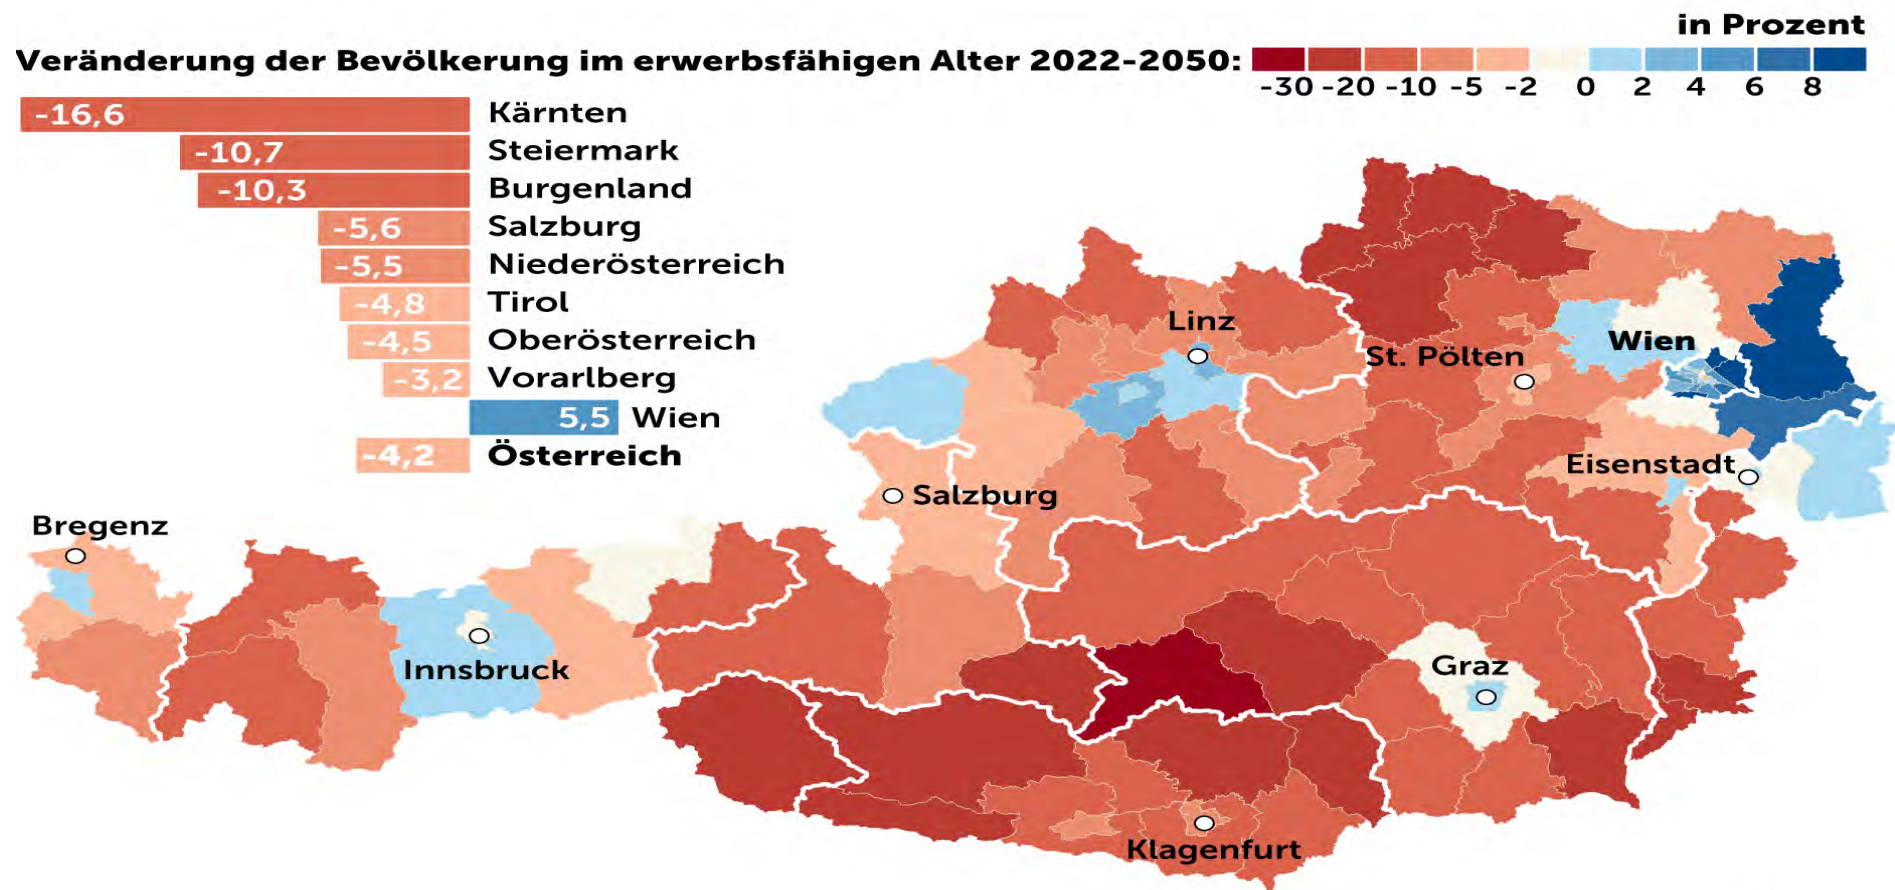 in Prozent
Veränderung der Bevölkerung im erwerbsfähigen Alter 2022-2050:
-30 -20 -10 -5 -2 0 2 4 6 8
-16,6 Kärnten
-10,7 Steiermark
-10,3 Burgenland
-5,6 Salzburg
-5,5 Niederösterreich
-4,8 Tirol
-4,5 Oberösterreich
-3,2 Vorarlberg
5,5 Wien
-4,2 Österreich
Linz
Wien
St. Pölten
Eisenstadt
Salzburg
Bregenz
Innsbruck
Graz
Klagenfurt